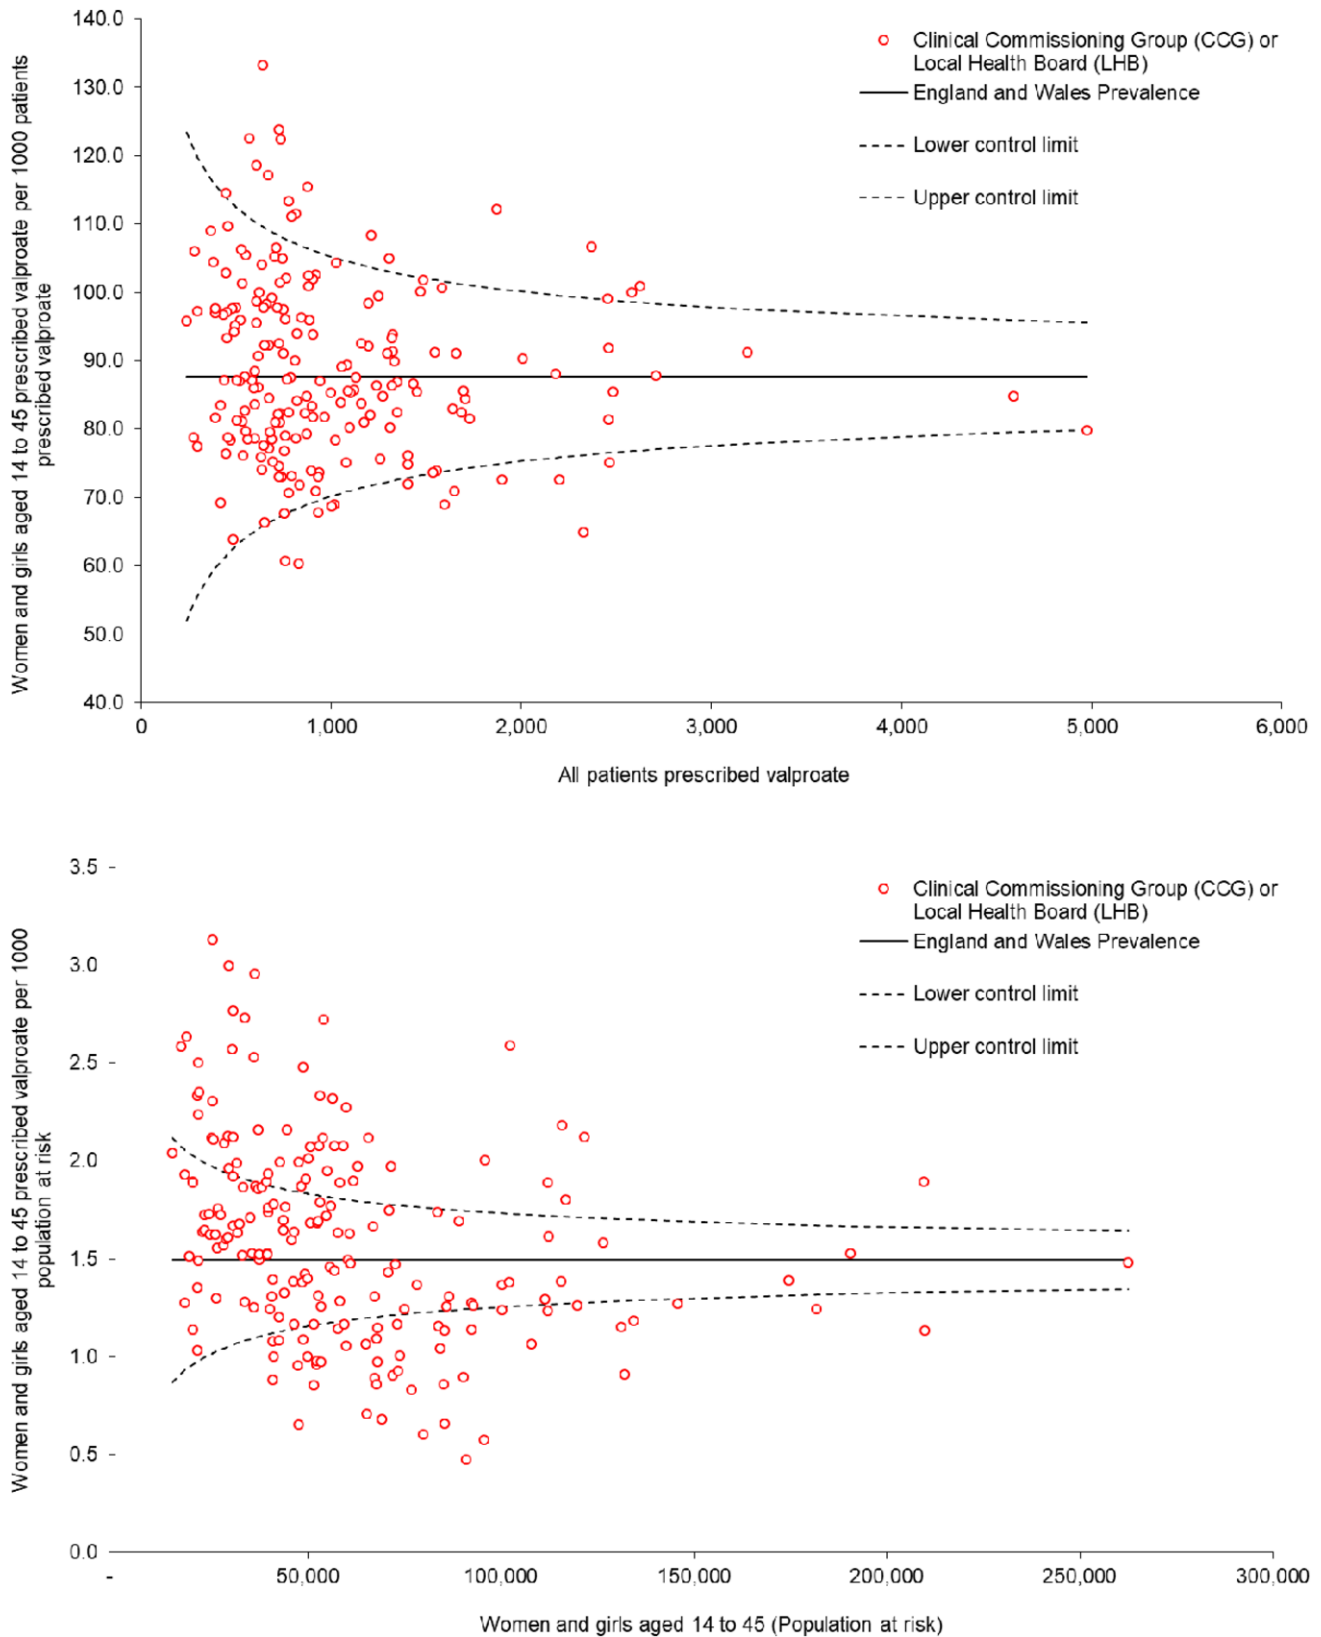 140.0
130.0
120.0
110.0
100.0
90.0
80.0
70.0
60.0
50.0
40.0
Women and girls aged 14 to 45 prescribed valproate per 1000 patients
prescribed valproate
Clinical Commissioning Group (CCG) or
Local Health Board (LHB)
England and Wales Prevalence
Lower control limit
Upper control limit
0
1,000
2,000
3,000
4,000
5,000
6,000
All patients prescribed valproate
3.5
3.0
2.5
2.0
1.5
1.0
0.5
0.0
Women and girls aged 14 to 45 prescribed valproate per 1000
population at risk
Clinical Commissioning Group (CCG) or
Local Health Board (LHB)
England and Wales Prevalence
Lower control limit
Upper control limit
-
50,000
100,000
150,000
200,000
250,000
300,000
Women and girls aged 14 to 45 (Population at risk)